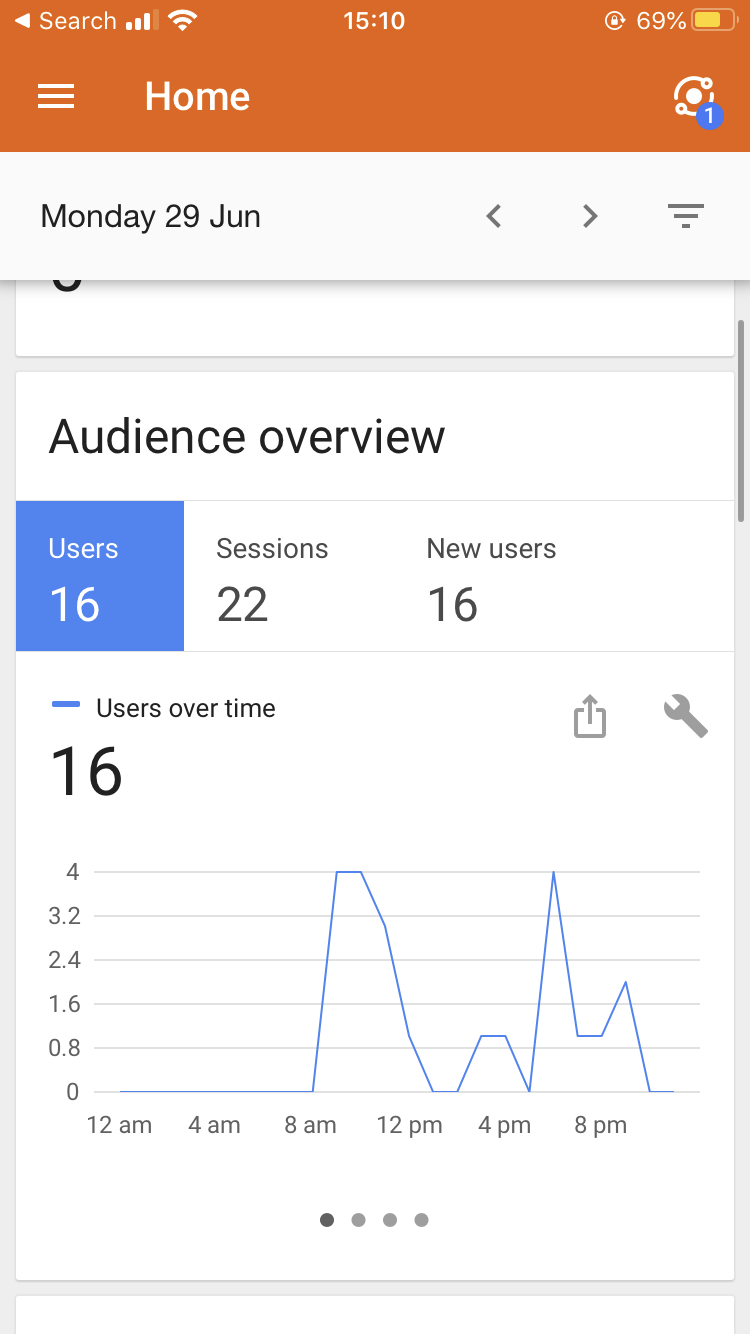 Search 15:10 69%
Home
1
Monday 29 Jun
Audience overview
Users Sessions New users
16 22 16
Users over time
16
4
3.2
2.4
1.6
0.8
0
12 am 4 am 8 am 12 pm 4 pm 8 pm